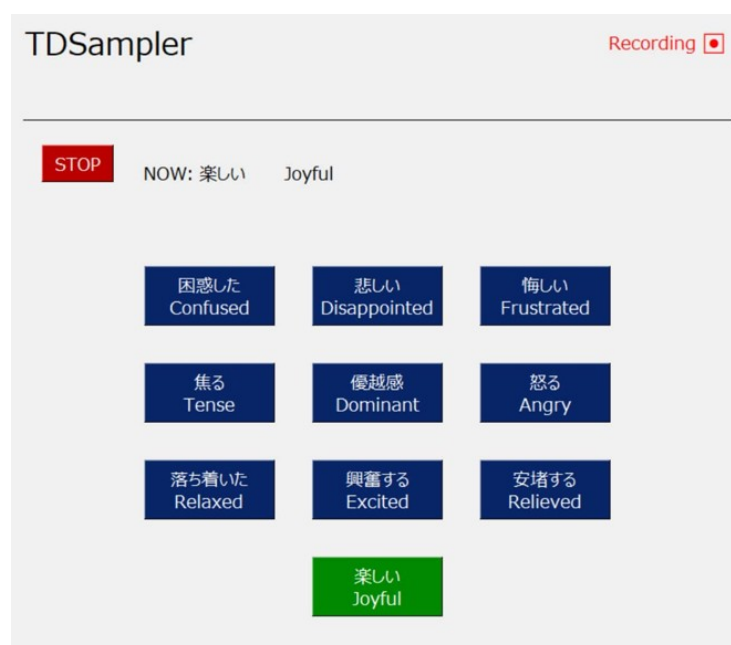 TDSampler
Recording
STOP
NOW: 楽しい Joyful
困惑した
Confused
悲しい
Disappointed
悔しい
Frustrated
焦る
Tense
優越感
Dominant
怒る
Angry
落ち着いた
Relaxed
興奮する
Excited
安堵する
Relieved
楽しい
Joyful